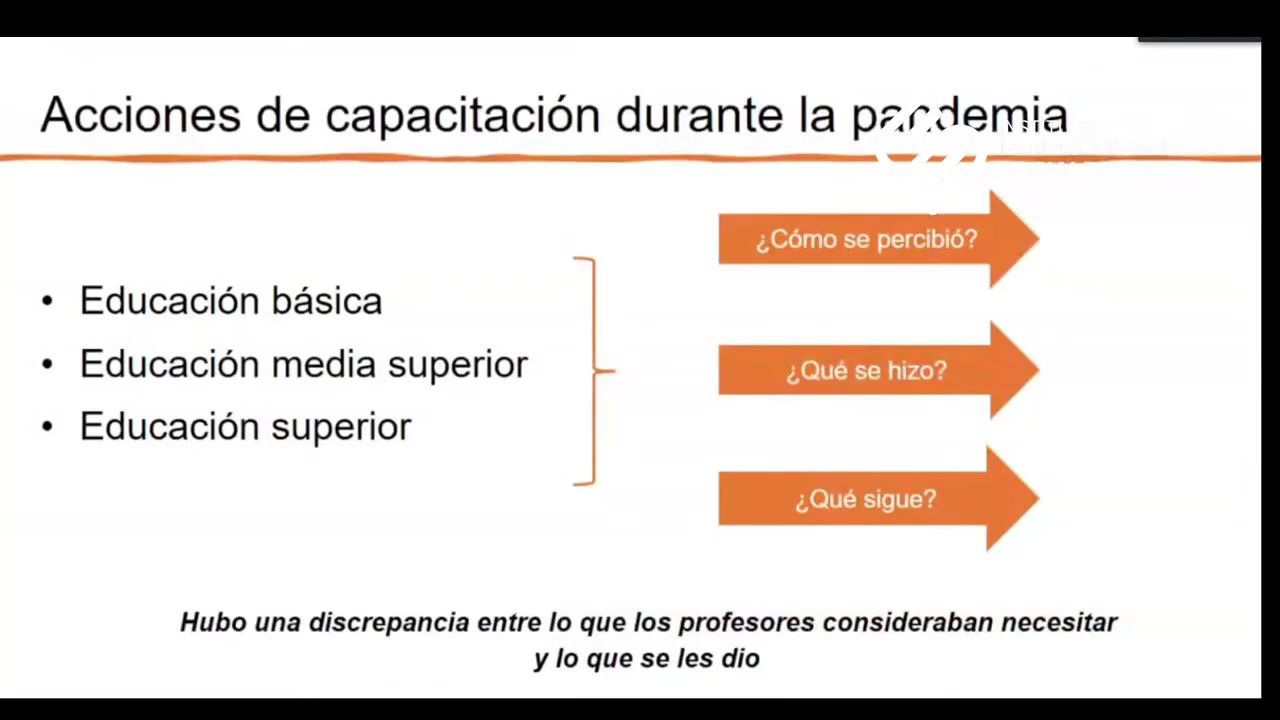 Acciones de capacitación durante la pandemia
¿Cómo se percibió?
• Educación básica
• Educación media superior
• Educación superior
¿Qué se hizo?
¿Qué sigue?
Hubo una discrepancia entre lo que los profesores consideraban necesitar
y lo que se les dio